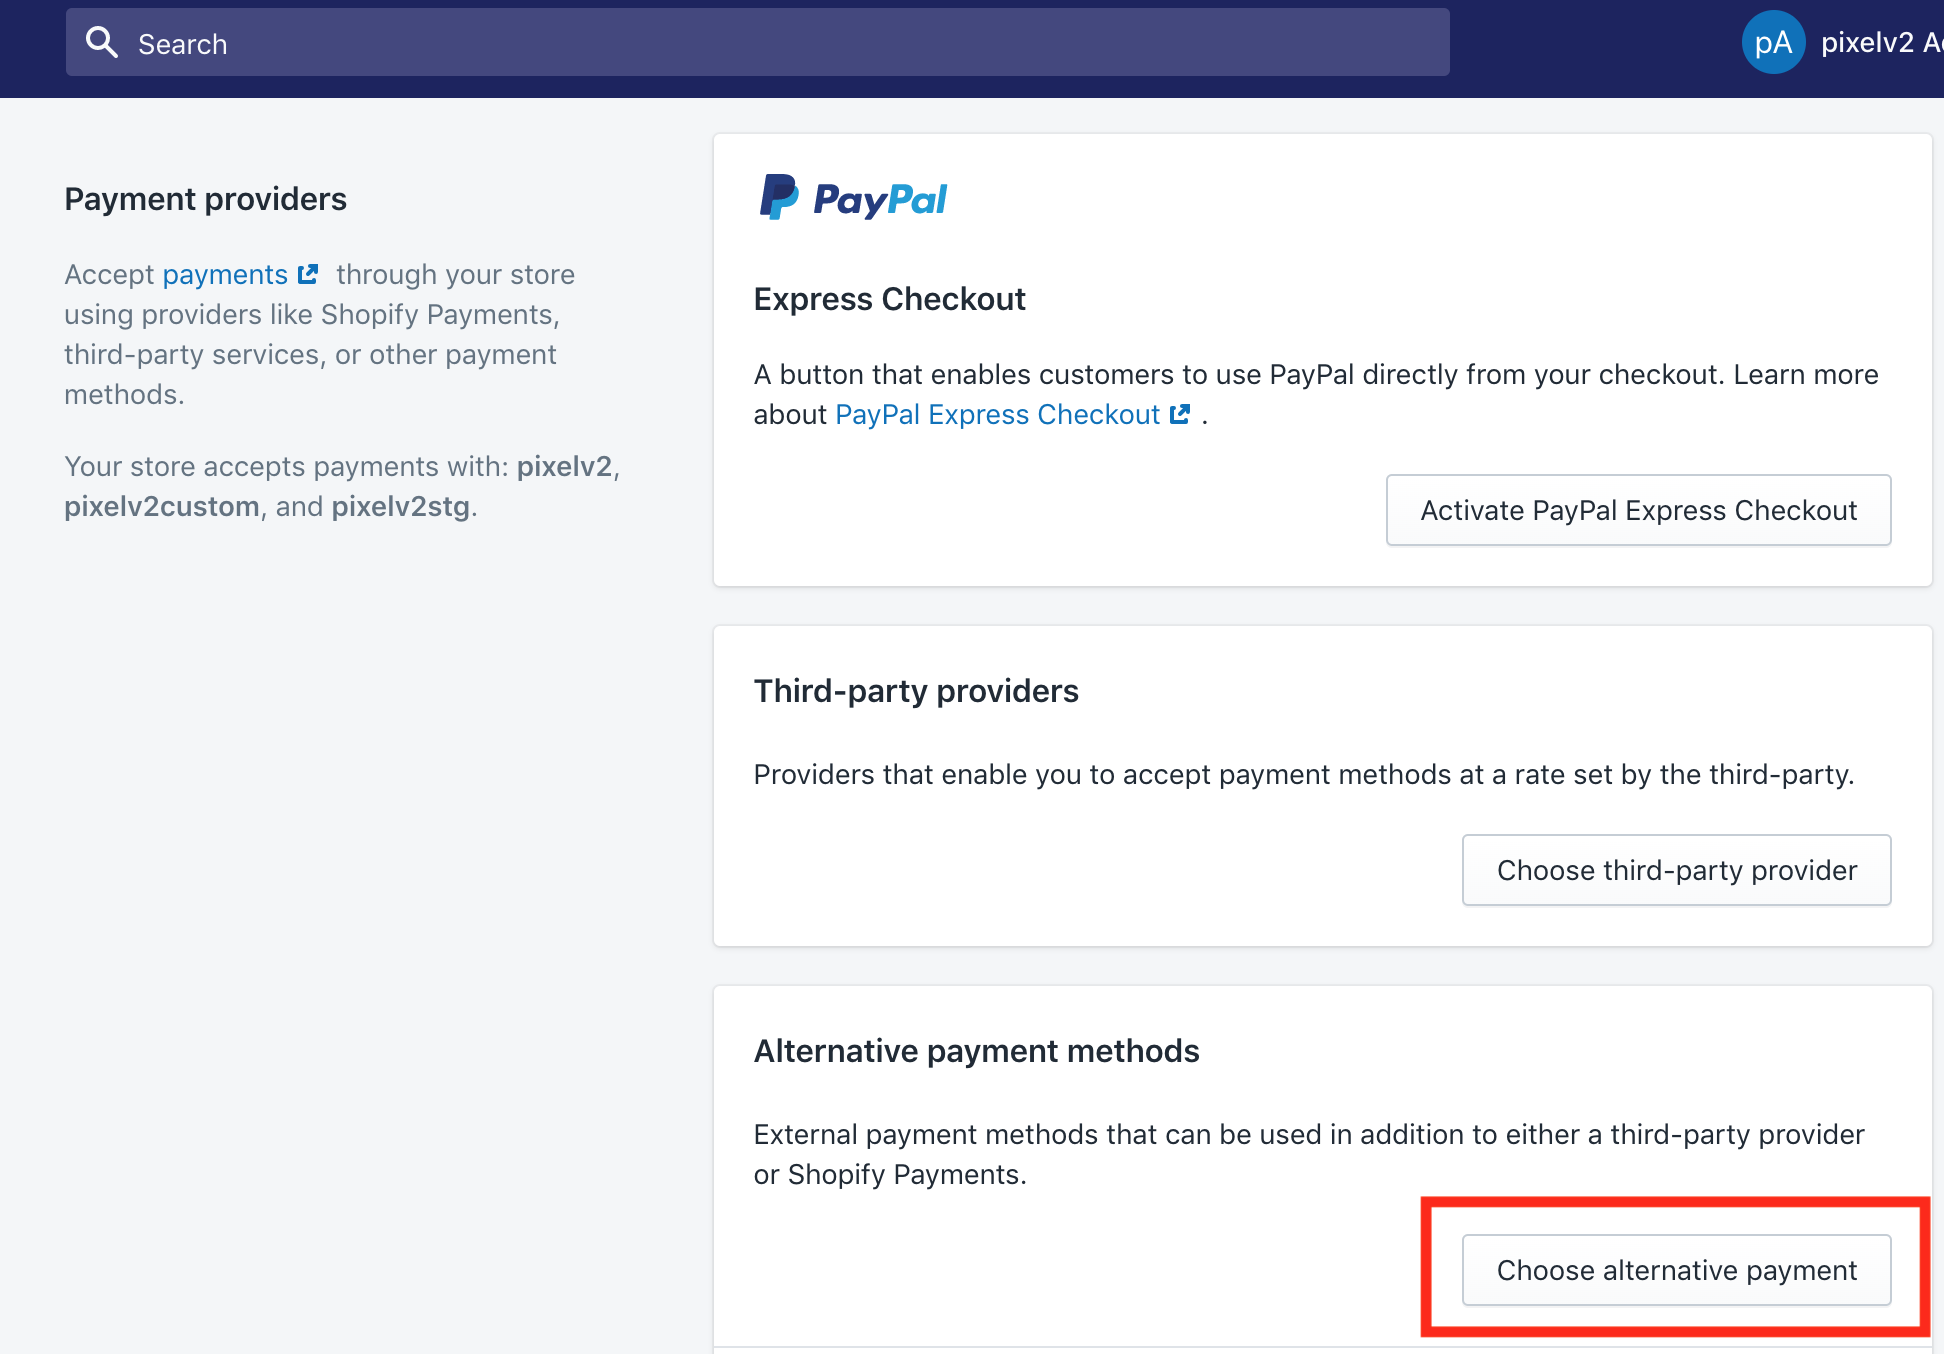 Search
pA pixelv2
Payment providers
Accept payments through your store
using providers like Shopify Payments,
third-party services, or other payment
methods.
Your store accepts payments with: pixelv2,
pixelv2custom, and pixelv2stg.
PayPal
Express Checkout
A button that enables customers to use PayPal directly from your checkout. Learn more
about PayPal Express Checkout .
Activate PayPal Express Checkout
Third-party providers
Providers that enable you to accept payment methods at a rate set by the third-party.
Choose third-party provider
Alternative payment methods
External payment methods that can be used in addition to either a third-party provider
or Shopify Payments.
Choose alternative payment